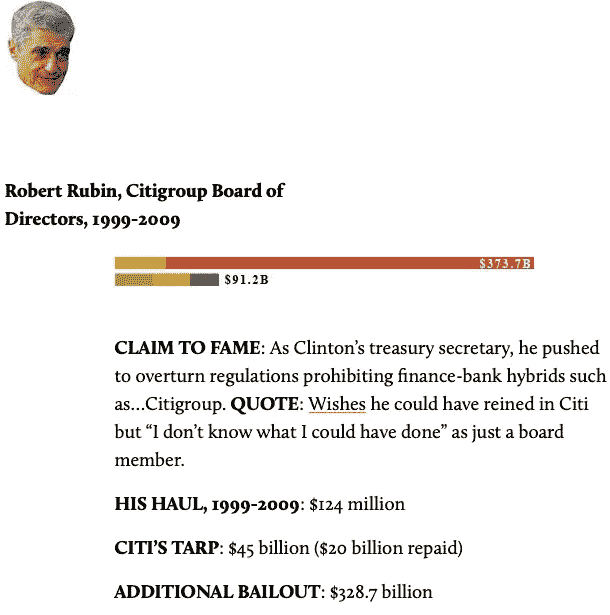 Robert Rubin, Citigroup Board of
Directors, 1999-2009
$373.7B
$91.2B
CLAIM TO FAME: As Clinton’s treasury secretary, he pushed
to overturn regulations prohibiting finance-bank hybrids such
as…Citigroup. QUOTE: Wishes he could have reined in Citi
but “I don’t know what I could have done” as just a board
member.
HIS HAUL, 1999-2009: $124 million
CITI’S TARP: $45 billion ($20 billion repaid)
ADDITIONAL BAILOUT: $328.7 billion